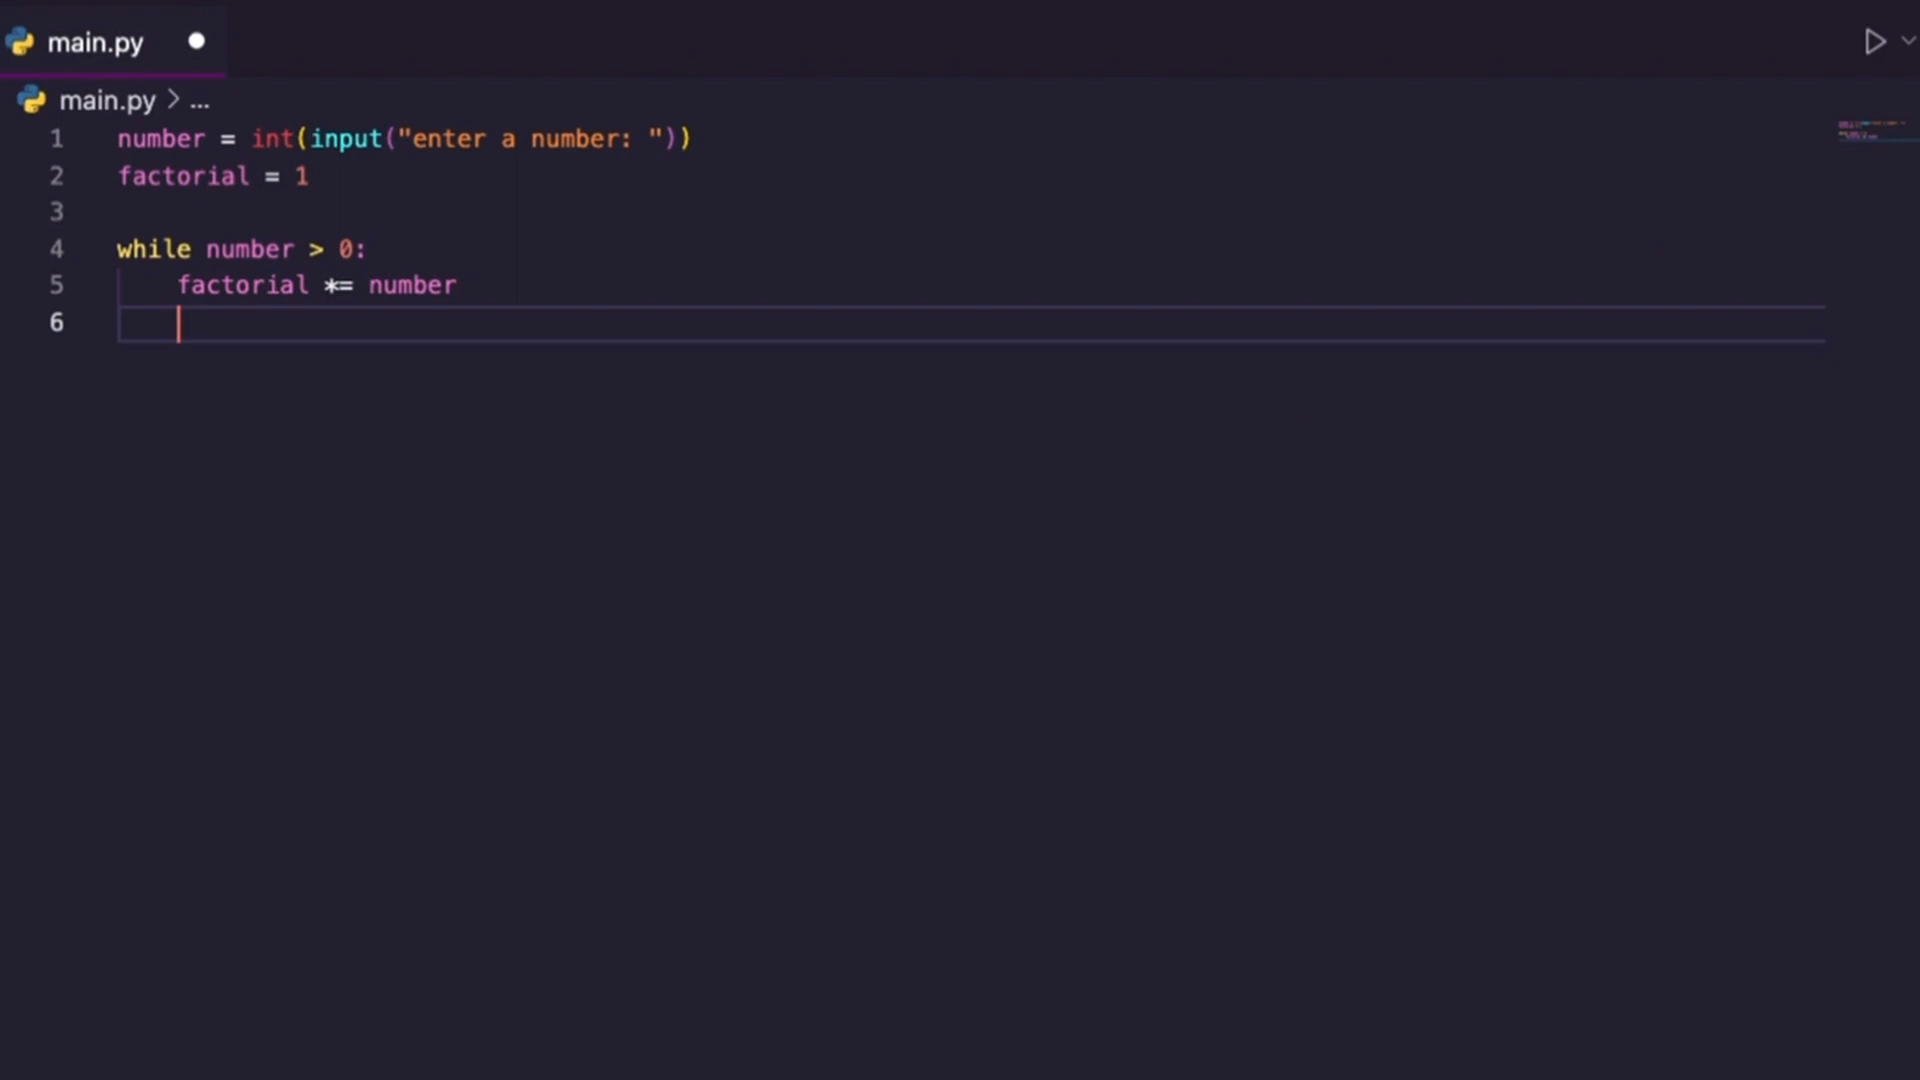 main.py
main.py > ...
1 number = int(input("enter a number: "))
2 factorial = 1
3
4 while number > 0:
5     factorial *= number
6